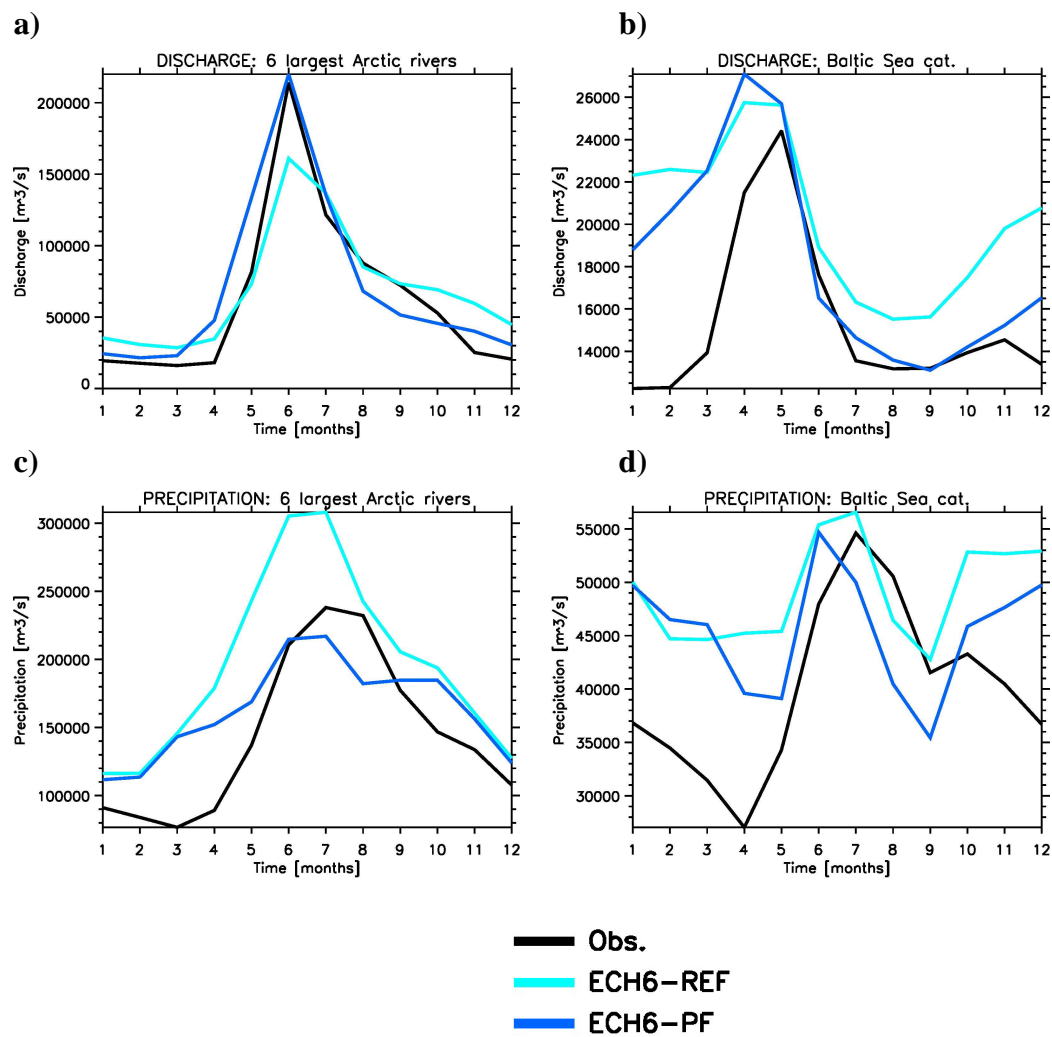 a)
DISCHARGE: 6 largest Arctic rivers
Discharge [m^3/s]
200000
150000
100000
50000
0
1 2 3 4 5 6 7 8 9 10 11 12
Time [months]
b)
DISCHARGE: Baltic Sea cat.
Discharge [m^3/s]
26000
24000
22000
20000
18000
16000
14000
1 2 3 4 5 6 7 8 9 10 11 12
Time [months]
c)
PRECIPITATION: 6 largest Arctic rivers
Precipitation [m^3/s]
300000
250000
200000
150000
100000
1 2 3 4 5 6 7 8 9 10 11 12
Time [months]
d)
PRECIPITATION: Baltic Sea cat.
Precipitation [m^3/s]
55000
50000
45000
40000
35000
30000
1 2 3 4 5 6 7 8 9 10 11 12
Time [months]
Obs.
ECH6-REF
ECH6-PF